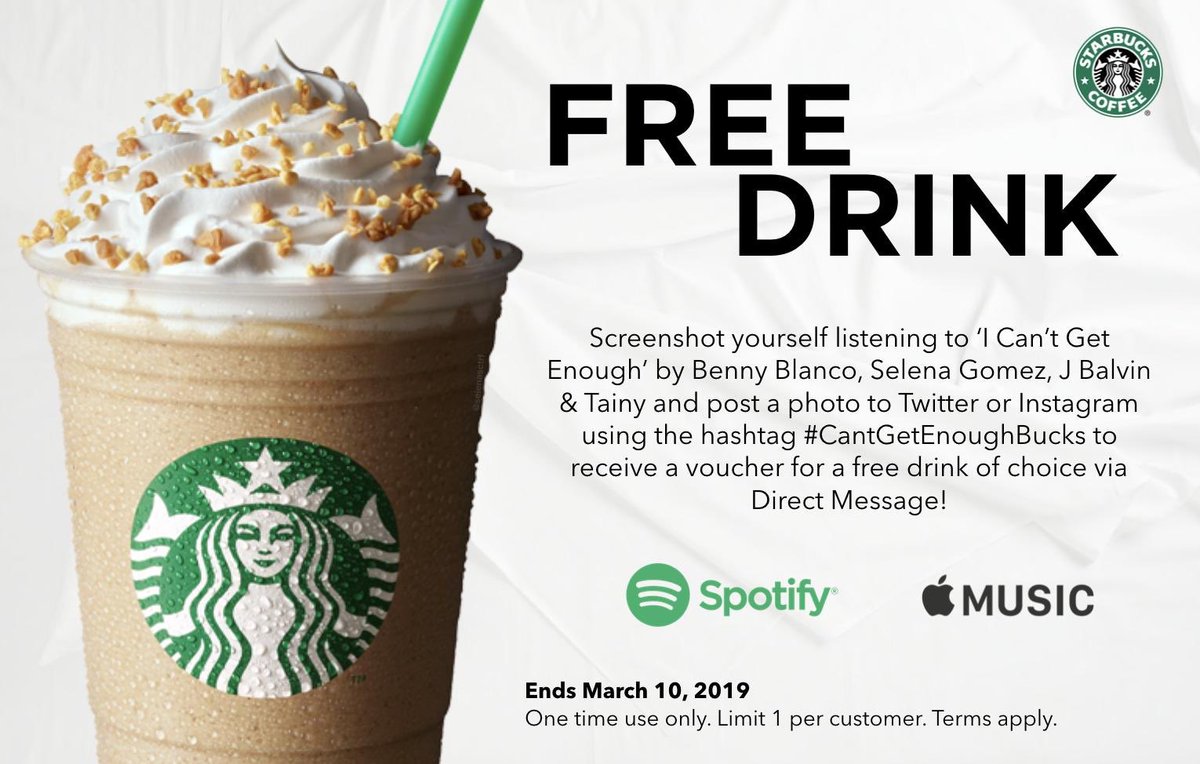 STARBUCKS
COFFEE
FREE
DRINK
Screenshot yourself listening to ‘I Can’t Get
Enough’ by Benny Blanco, Selena Gomez, J Balvin
& Tainy and post a photo to Twitter or Instagram
using the hashtag #CantGetEnoughBucks to
receive a voucher for a free drink of choice via
Direct Message!
Spotify®
MUSIC
Ends March 10, 2019
One time use only. Limit 1 per customer. Terms apply.